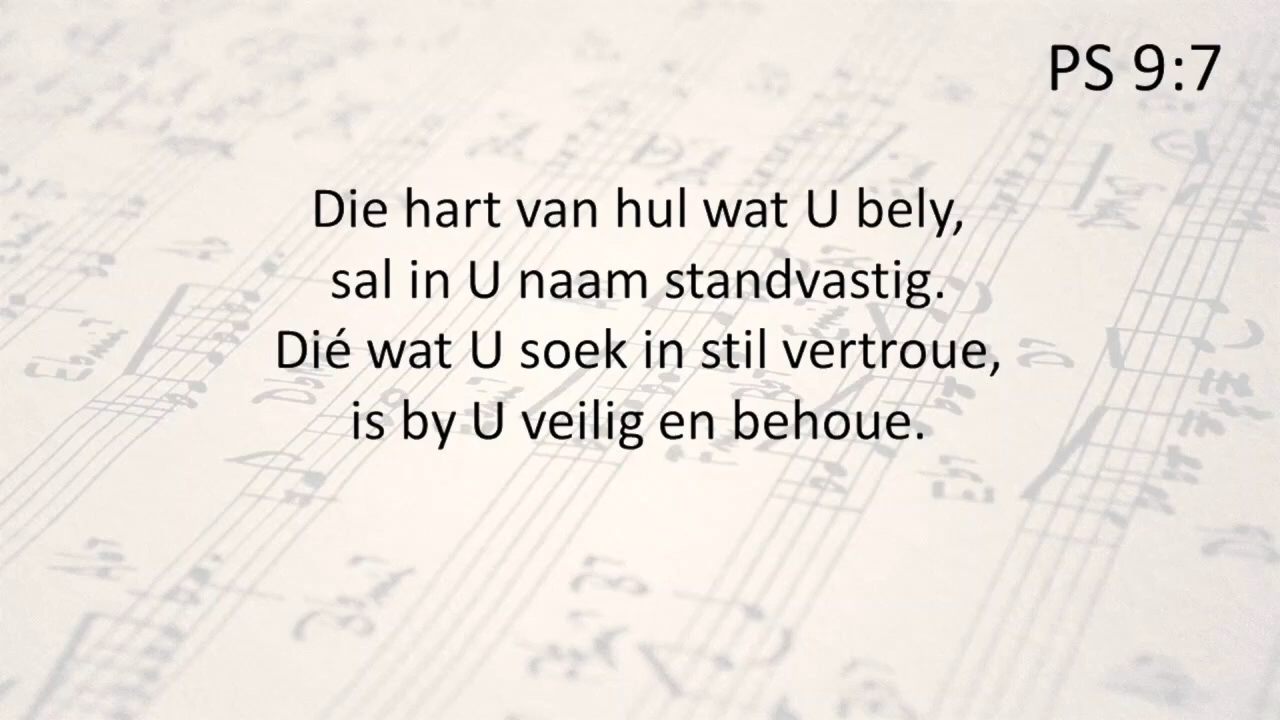 PS 9:7
Die hart van hul wat U bely,
sal in U naam standvastig.
Dié wat U soek in stil vertroue,
is by U veilig en behoue.